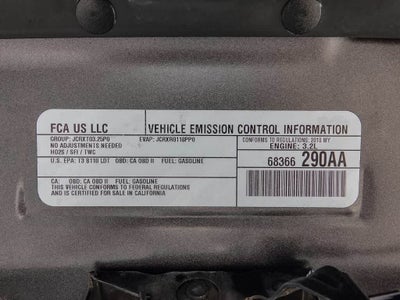 FCA US LLC
VEHICLE EMISSION CONTROL INFORMATION
GROUP: JCRXT03.25P0 EVAP: JCRXR0116PP0
NO ADJUSTMENTS NEEDED
HO2S / SFI / TWC
CONFORMS TO REGULATIONS: 2015 MY
ENGINE: 3.2L
68366 290AA
U.S. EPA: T3 B110 LDT OBD: CA OBD II FUEL: GASOLINE
CA: OBD: CA OBD II FUEL: GASOLINE
THIS VEHICLE CONFORMS TO FEDERAL REGULATIONS
AND IS CERTIFIED FOR SALE IN CALIFORNIA